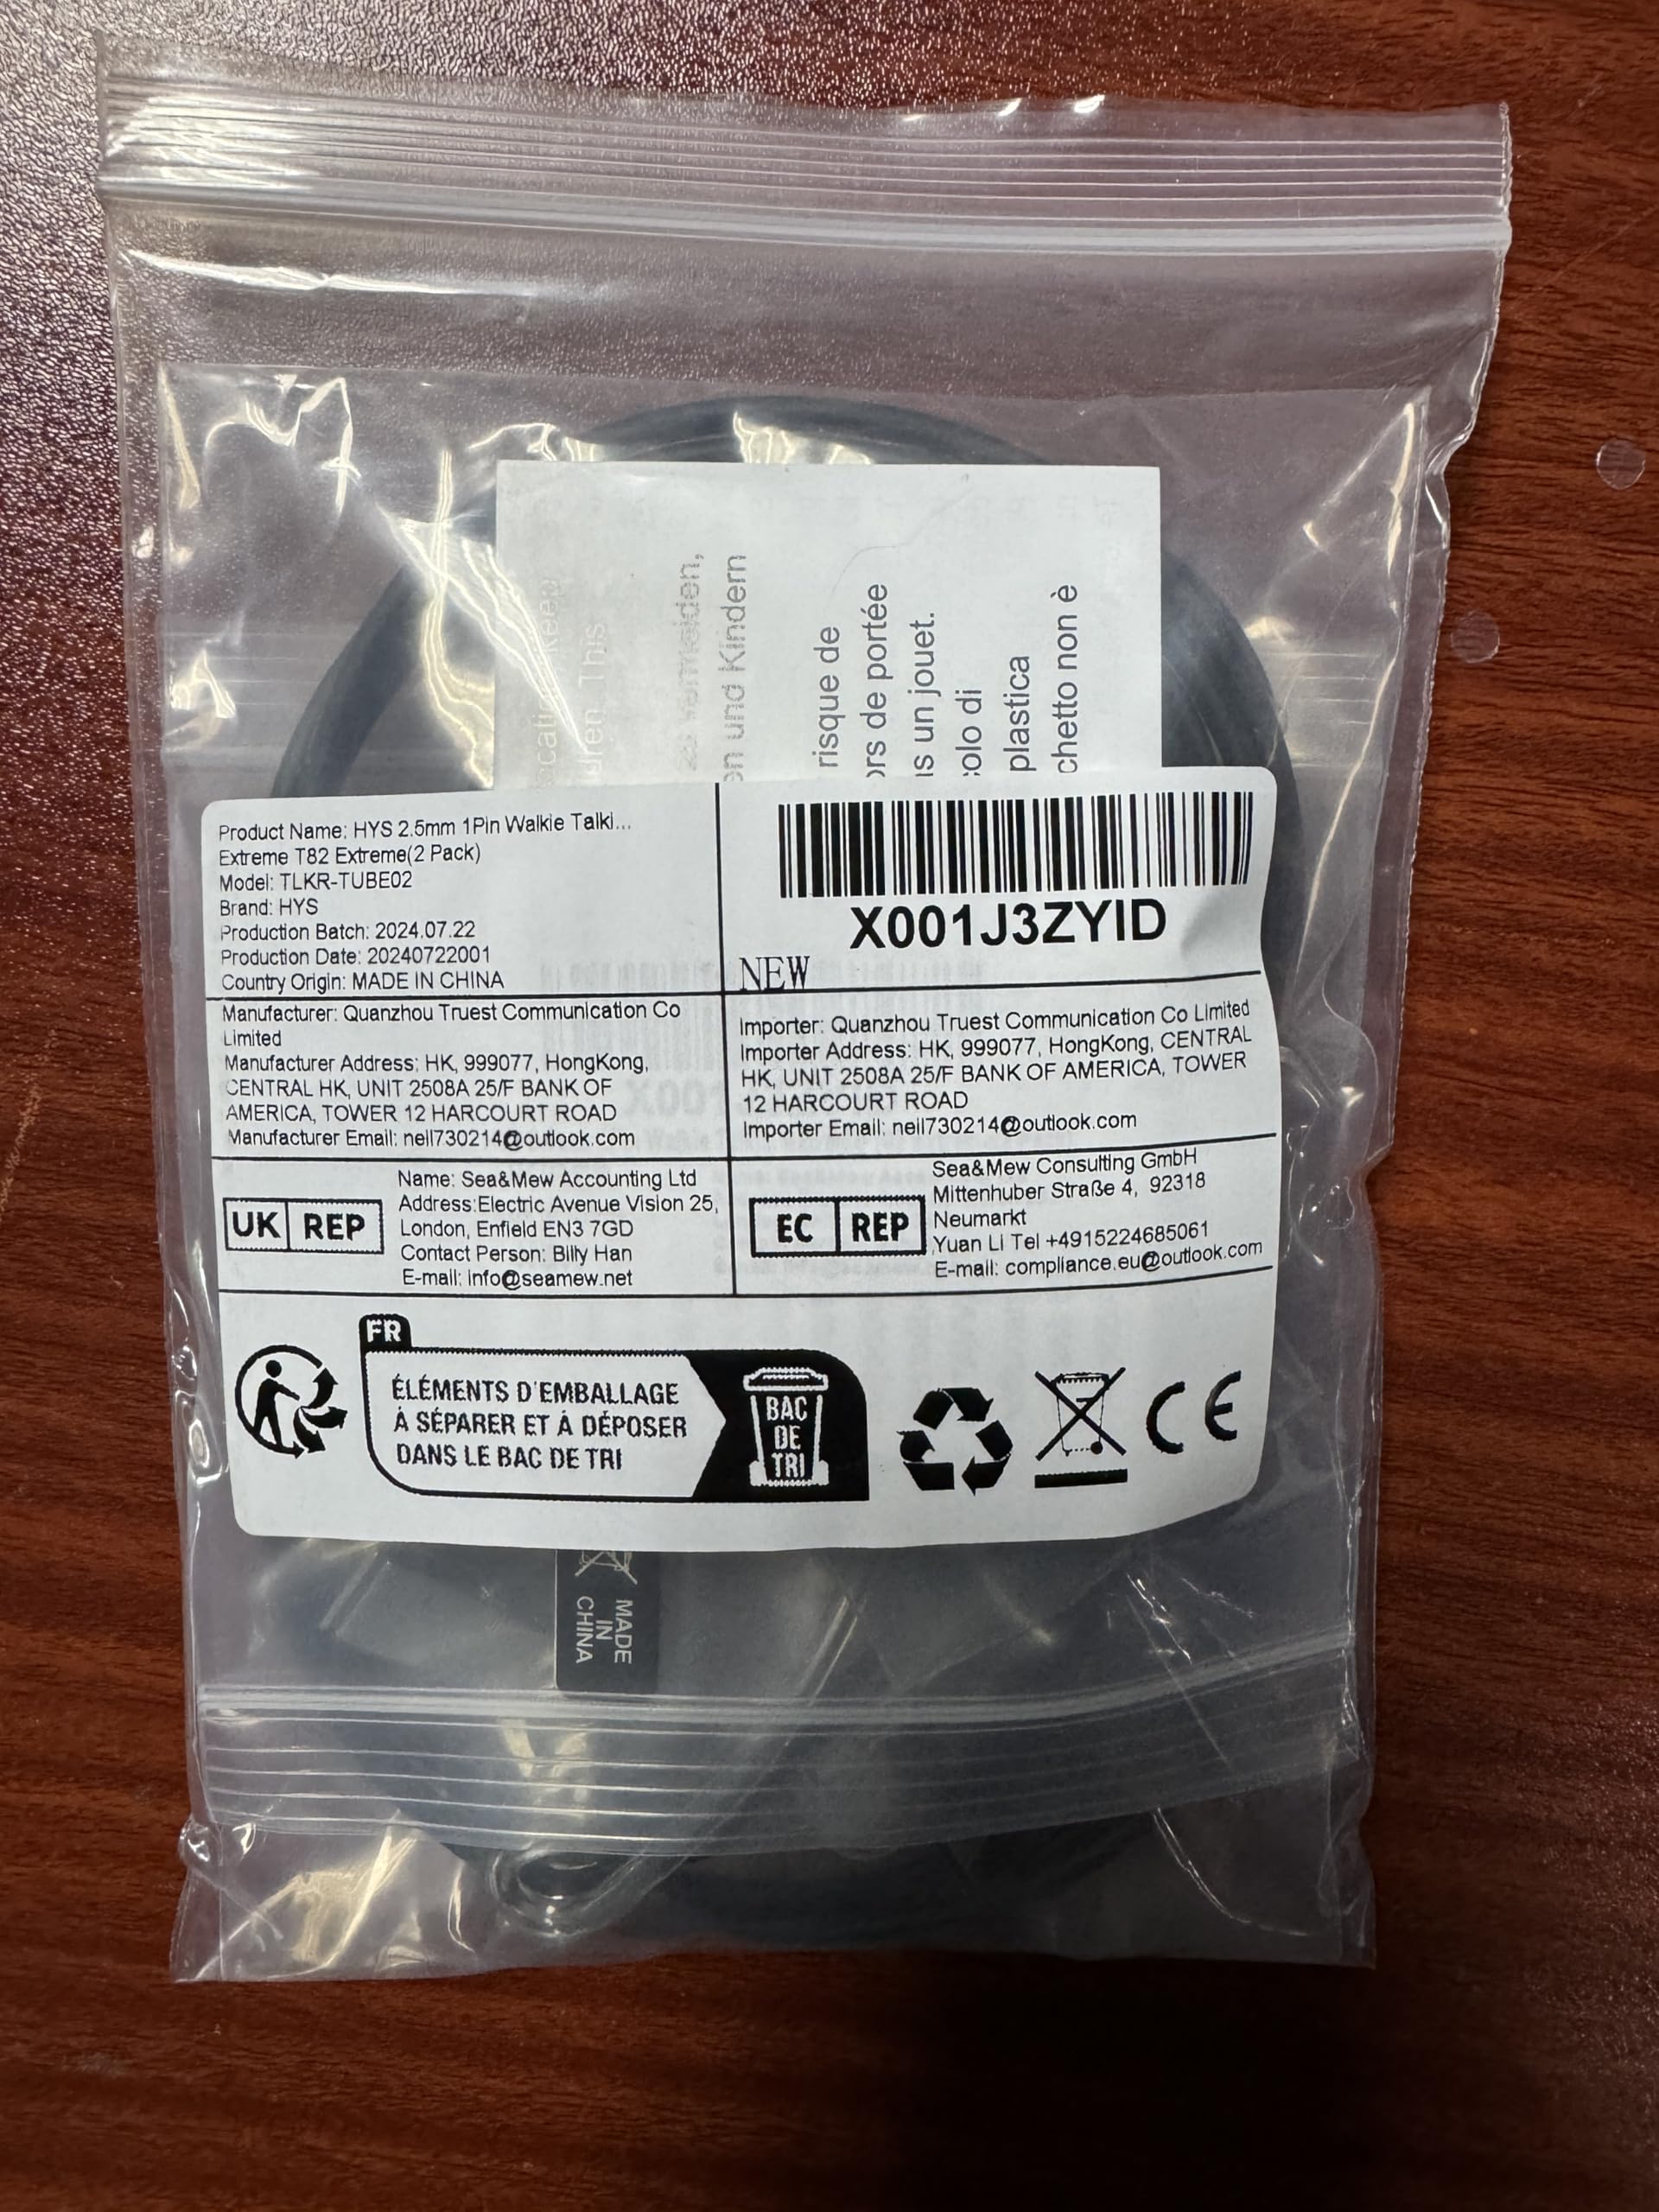 en und Kindern
risque de
ors de portée
is un jouet.
colo di
plastica
chetto non è
Product Name: HYS 2.5mm 1Pin Walkie Talki...
Extreme T82 Extreme(2 Pack)
Model: TLKR-TUBE02
Brand: HYS
Production Batch: 2024.07.22
Production Date: 20240722001
Country Origin: MADE IN CHINA
X001J3ZYID
NEW
Manufacturer: Quanzhou Truest Communication Co
Limited
Manufacturer Address: HK, 999077, HongKong,
CENTRAL HK, UNIT 2508A 25/F BANK OF
AMERICA, TOWER 12 HARCOURT ROAD
Manufacturer Email: neil730214@outlook.com
Importer: Quanzhou Truest Communication Co Limited
Importer Address: HK, 999077, HongKong, CENTRAL
HK, UNIT 2508A 25/F BANK OF AMERICA, TOWER
12 HARCOURT ROAD
Importer Email: neil730214@outlook.com
UK REP
Name: Sea&Mew Accounting Ltd
Address:Electric Avenue Vision 25,
London, Enfield EN3 7GD
Contact Person: Billy Han
E-mail: info@seamew.net
EC REP
Sea&Mew Consulting GmbH
Mittenhuber Straße 4, 92318
Neumarkt
Yuan Li Tel +4915224685061
E-mail: compliance.eu@outlook.com
FR
ÉLÉMENTS D'EMBALLAGE
À SÉPARER ET À DÉPOSER
DANS LE BAC DE TRI
BAC
DE
TRI
CE
MADE
IN
CHINA